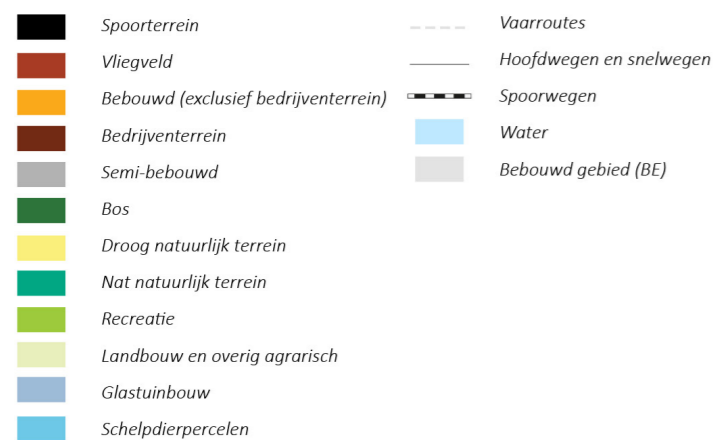 Spoorterrein
Vliegveld
Bebouwd (exclusief bedrijventerrein)
Bedrijventerrein
Semi-bebouwd
Bos
Droog natuurlijk terrein
Nat natuurlijk terrein
Recreatie
Landbouw en overig agrarisch
Glastuinbouw
Schelpdierpercelen
Vaarroutes
Hoofdwegen en snelwegen
Spoorwegen
Water
Bebouwd gebied (BE)